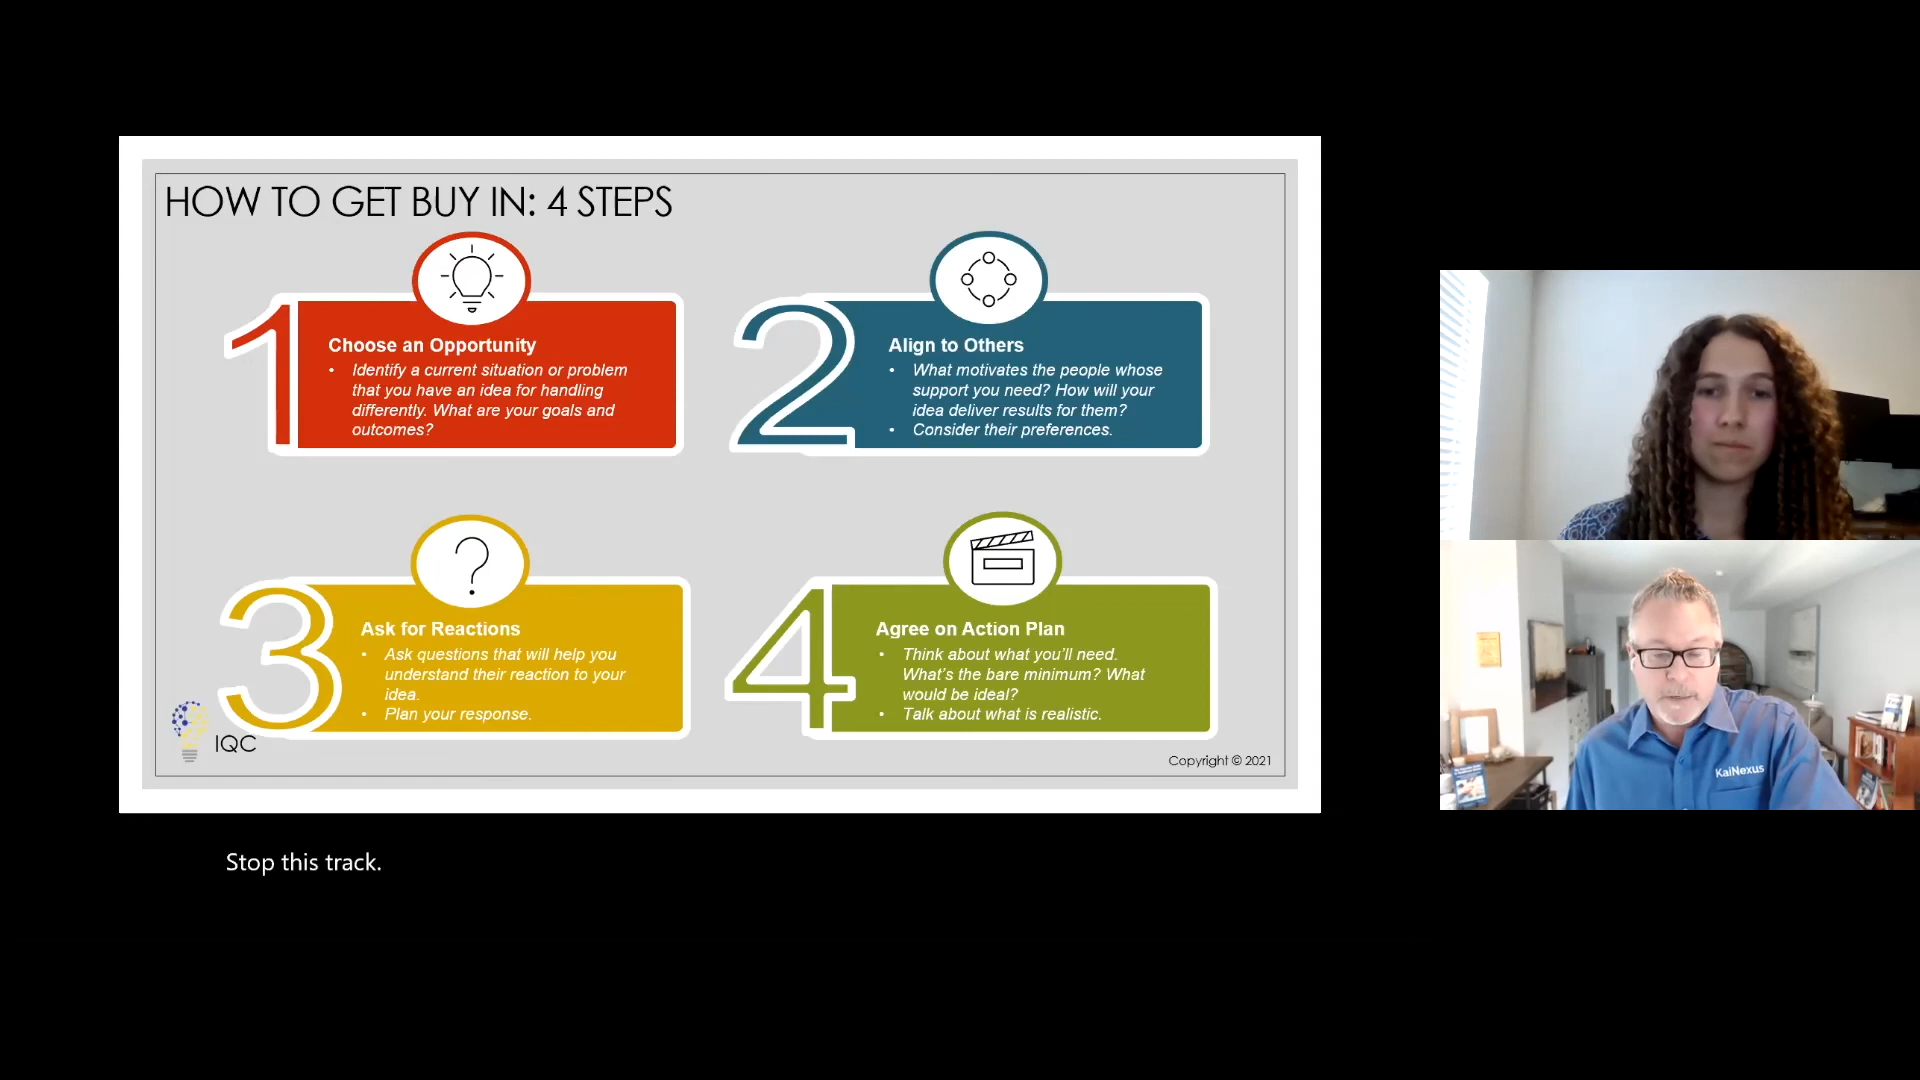 HOW TO GET BUY IN: 4 STEPS
1
Choose an Opportunity
• Identify a current situation or problem
that you have an idea for handling
differently. What are your goals and
outcomes?
2
Align to Others
• What motivates the people whose
support you need? How will your
idea deliver results for them?
• Consider their preferences.
3
Ask for Reactions
• Ask questions that will help you
understand their reaction to your
idea.
• Plan your response.
4
Agree on Action Plan
• Think about what you'll need.
What's the bare minimum? What
would be ideal?
• Talk about what is realistic.
IQC
Copyright © 2021
KaiNexus
Stop this track.